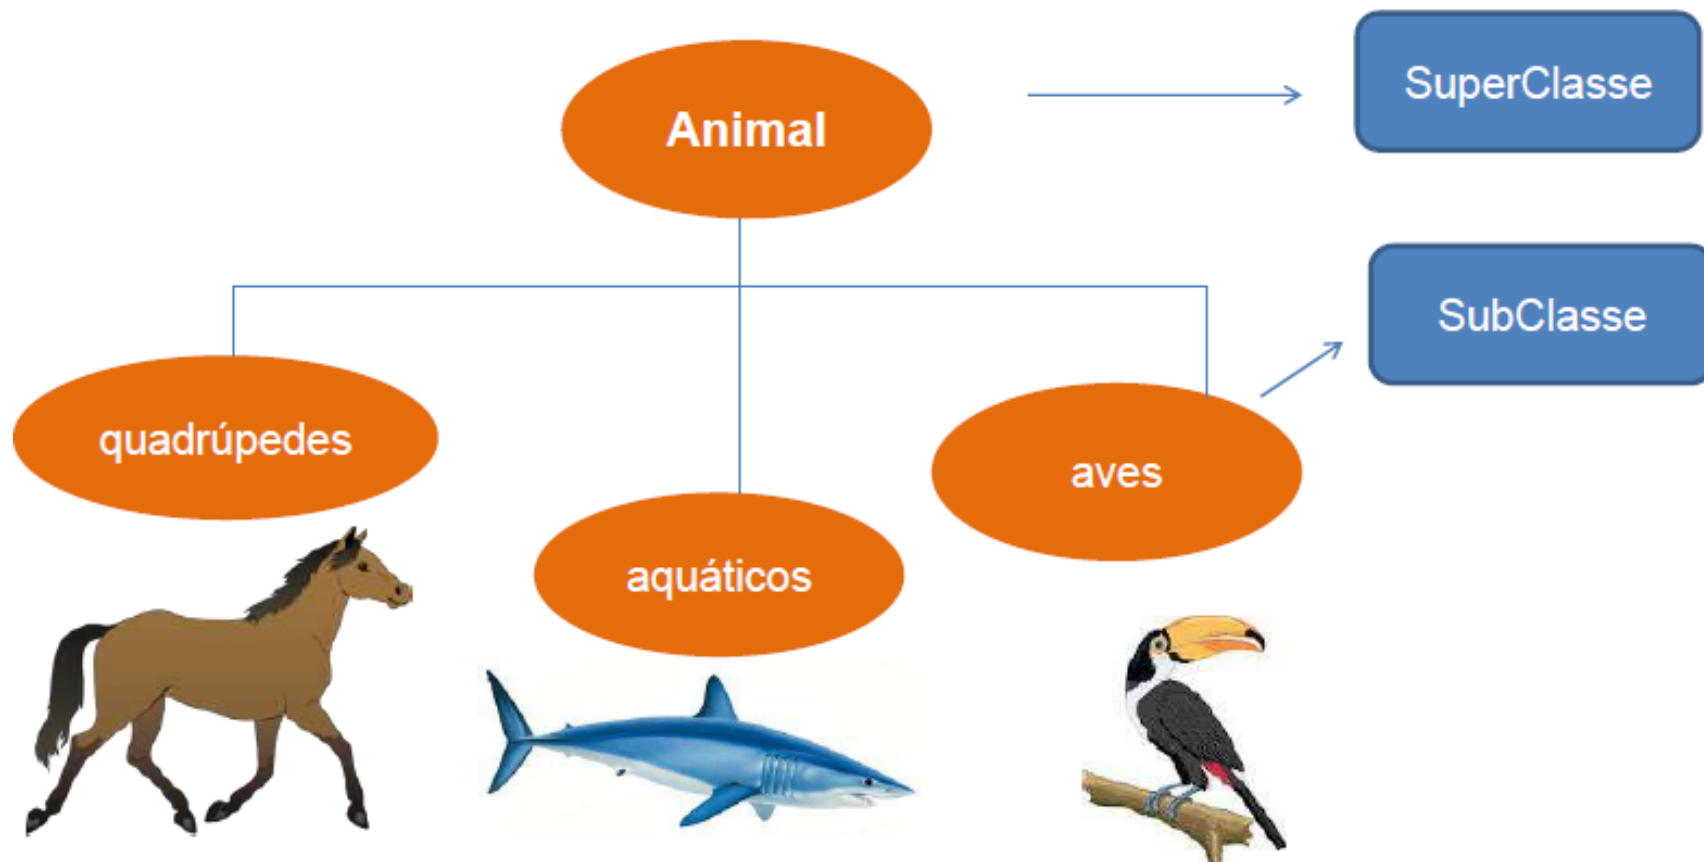 Animal
SuperClasse
SubClasse
quadrúpedes
aves
aquáticos